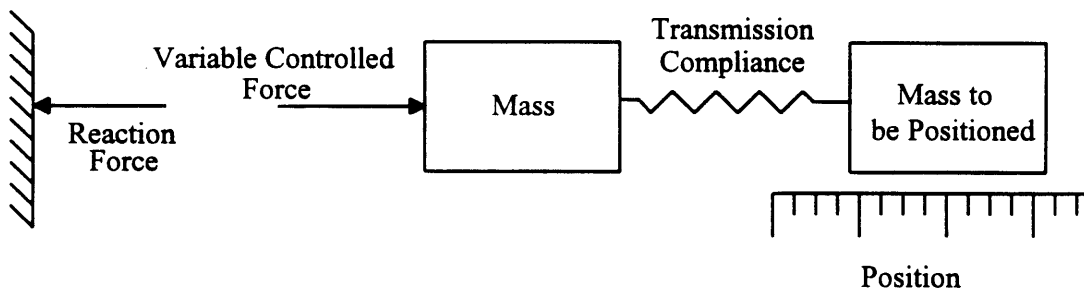 Variable Controlled
Force
Reaction
Force
Mass
Transmission
Compliance
Mass to
be Positioned
Position